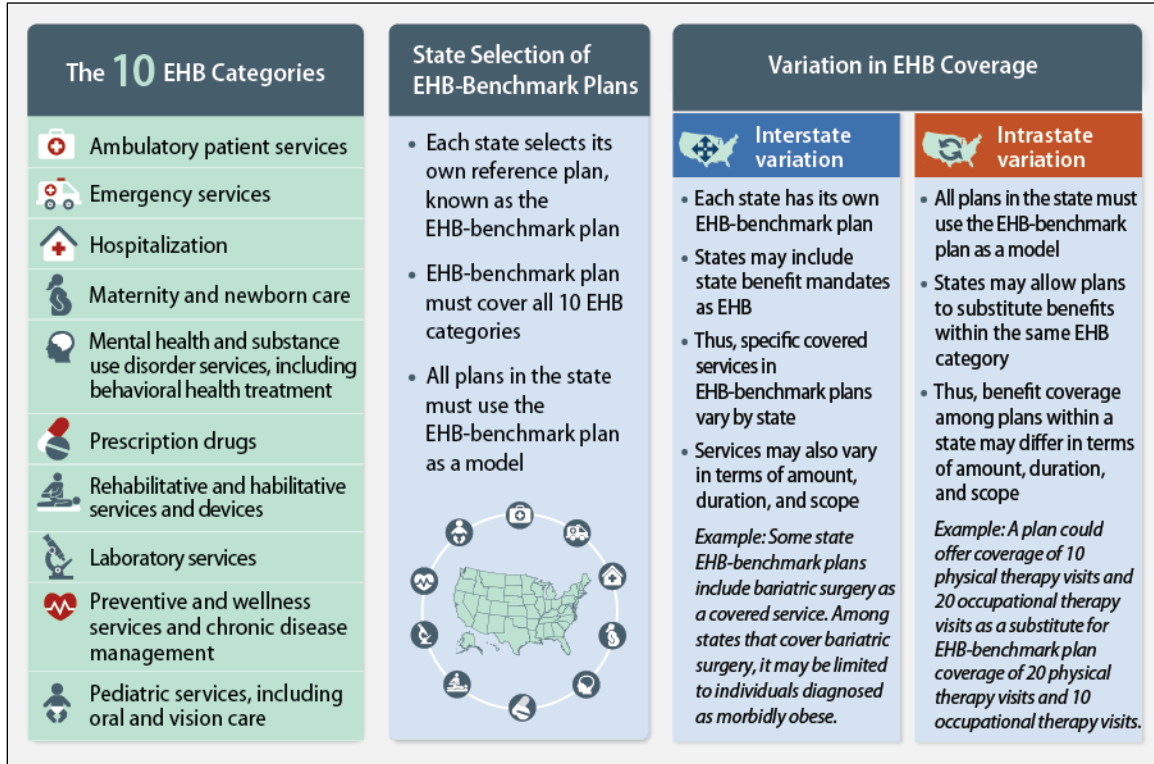 The 10 EHB Categories
Ambulatory patient services
Emergency services
Hospitalization
Maternity and newborn care
Mental health and substance
use disorder services, including
behavioral health treatment
Prescription drugs
Rehabilitative and habilitative
services and devices
Laboratory services
Preventive and wellness
services and chronic disease
management
Pediatric services, including
oral and vision care
State Selection of
EHB-Benchmark Plans
• Each state selects its
own reference plan,
known as the
EHB-benchmark plan
• EHB-benchmark plan
must cover all 10 EHB
categories
• All plans in the state
must use the
EHB-benchmark plan
as a model
Variation in EHB Coverage
Interstate
variation
• Each state has its own
EHB-benchmark plan
• States may include
state benefit mandates
as EHB
• Thus, specific covered
services in
EHB-benchmark plans
vary by state
• Services may also vary
in terms of amount,
duration, and scope
Example: Some state
EHB-benchmark plans
include bariatric surgery as
a covered service. Among
states that cover bariatric
surgery, it may be limited
to individuals diagnosed
as morbidly obese.
Intrastate
variation
• All plans in the state must
use the EHB-benchmark
plan as a model
• States may allow plans
to substitute benefits
within the same EHB
category
• Thus, benefit coverage
among plans within a
state may differ in terms
of amount, duration,
and scope
Example: A plan could
offer coverage of 10
physical therapy visits and
20 occupational therapy
visits as a substitute for
EHB-benchmark plan
coverage of 20 physical
therapy visits and 10
occupational therapy visits.